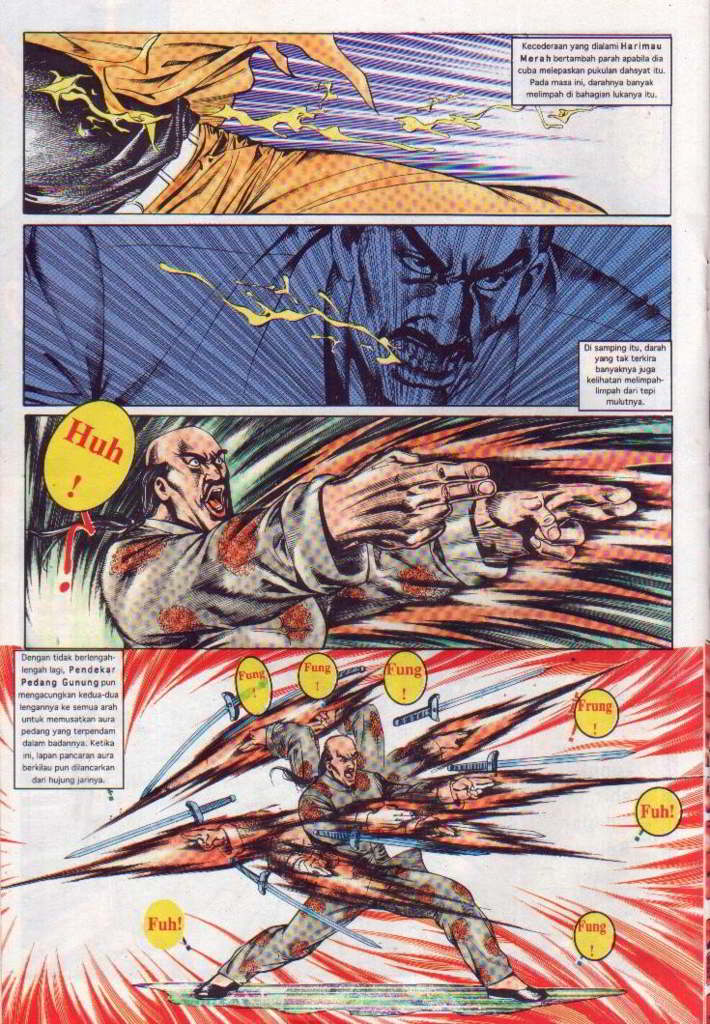 Kecederaan yang dialami Harimau
Merah bertambah parah apabila dia
cuba melepaskan pukulan dahsyat itu.
Pada masa ini, darahnya banyak
melimpah di bahagian lukanya itu.
Di samping itu, darah
yang tak terkira
banyaknya juga
kelihatan melimpah-
limpah dari tepi
mulutnya.
Huh
!
Dengan tidak berlengah-
lengah lagi, Pendekar
Pedang Gunung pun
mengacungkan kedua-dua
lengannya ke semua arah
untuk memusatkan aura
pedang yang terpendam
dalam badannya. Ketika
ini, lapan pancaran aura
berkilau pun dilancarkan
dari hujung jarinya.
Fung
!
Fung
!
Fung
!
Frung
!
Fuh!
Fuh!
Fung
!